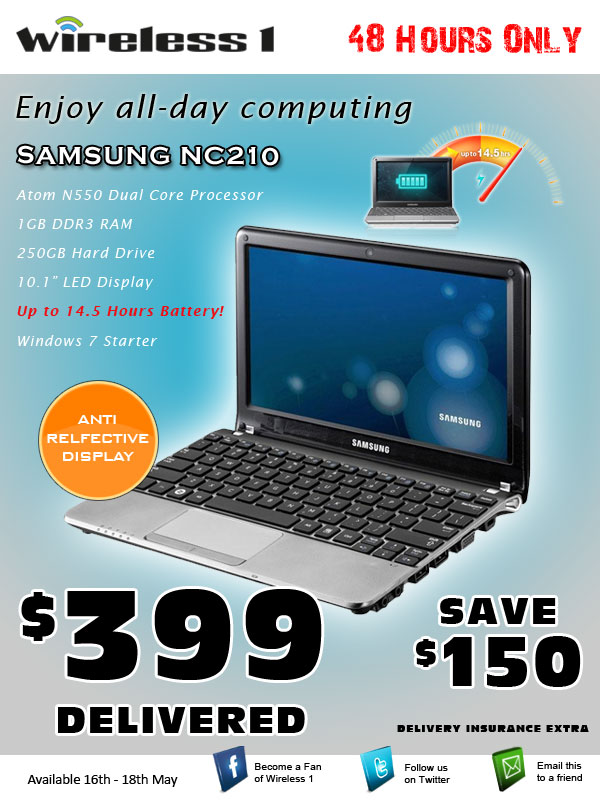 wireless 1
48 HOURS ONLY
Enjoy all-day computing
SAMSUNG NC210
up to 14.5 hrs
Atom N550 Dual Core Processor
1GB DDR3 RAM
250GB Hard Drive
10.1” LED Display
Up to 14.5 Hours Battery!
Windows 7 Starter
ANTI
RELFECTIVE
DISPLAY
SAMSUNG
SAMSUNG
$399
DELIVERED
SAVE
$150
DELIVERY INSURANCE EXTRA
Available 16th - 18th May
Become a Fan
of Wireless 1
Follow us
on Twitter
Email this
to a friend